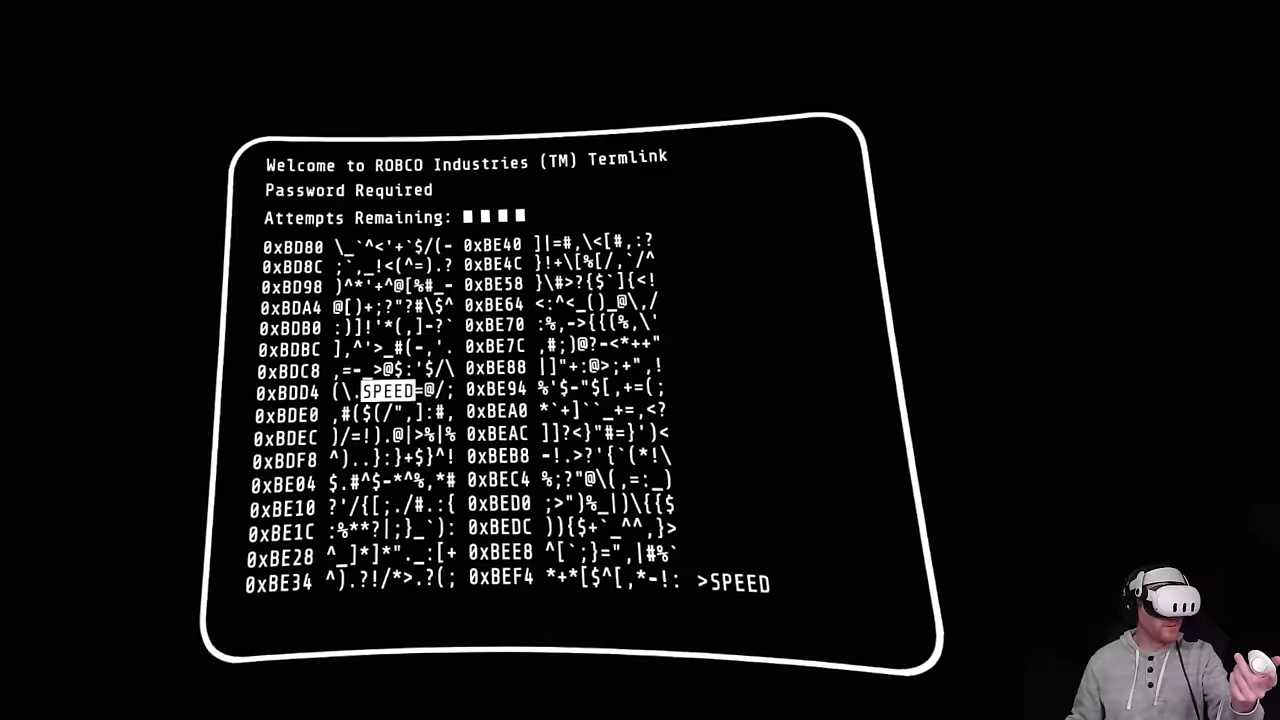 Welcome to ROBCO Industries (TM) Termlink
Password Required
Attempts Remaining: ■ ■ ■ ■
0xBD80 \_`^<'+`$/(- 0xBE40 ]|=#,\<[#,:?
0xBD8C ;`,_!<(^=).? 0xBE4C }!+\[%[/,`/^
0xBD98 )^*'+^@[%#_- 0xBE58 }\#>?{$`]{<!
0xBDA4 @[)+;?"?#\$^ 0xBE64 <:^<_()_@\,/
0xBDB0 :)]!'*(,]-?` 0xBE70 :%,->{{(%,\'
0xBDBC ],^'>_#(-,'. 0xBE7C ,#;)@?-<*++"
0xBDC8 ,=-_>@$:'$/\ 0xBE88 |]"+:@>;+",!
0xBDD4 (\.SPEED=@/; 0xBE94 %'$-"$[,+=(;
0xBDE0 ,#($(/",]:#, 0xBEA0 *`+]``_+=,<?
0xBDEC )/=!).@|>%|% 0xBEAC ]]?<}"#=}')<
0xBDF8 ^)..}:}+$}^! 0xBEB8 -!.>?'{`(*!\
0xBE04 $.#^$-*^%,*# 0xBEC4 %;?"@\(,=:_)
0xBE10 ?'/{[;./#.:{ 0xBED0 ;>")%_|)\{{$
0xBE1C :%**?|;}_`): 0xBEDC )){$+`_^^,}>
0xBE28 ^_]*]*"._:[+ 0xBEE8 ^[`;}=",|#%`
0xBE34 ^).?!/*>.?(; 0xBEF4 *+*[$^[,*-!: >SPEED